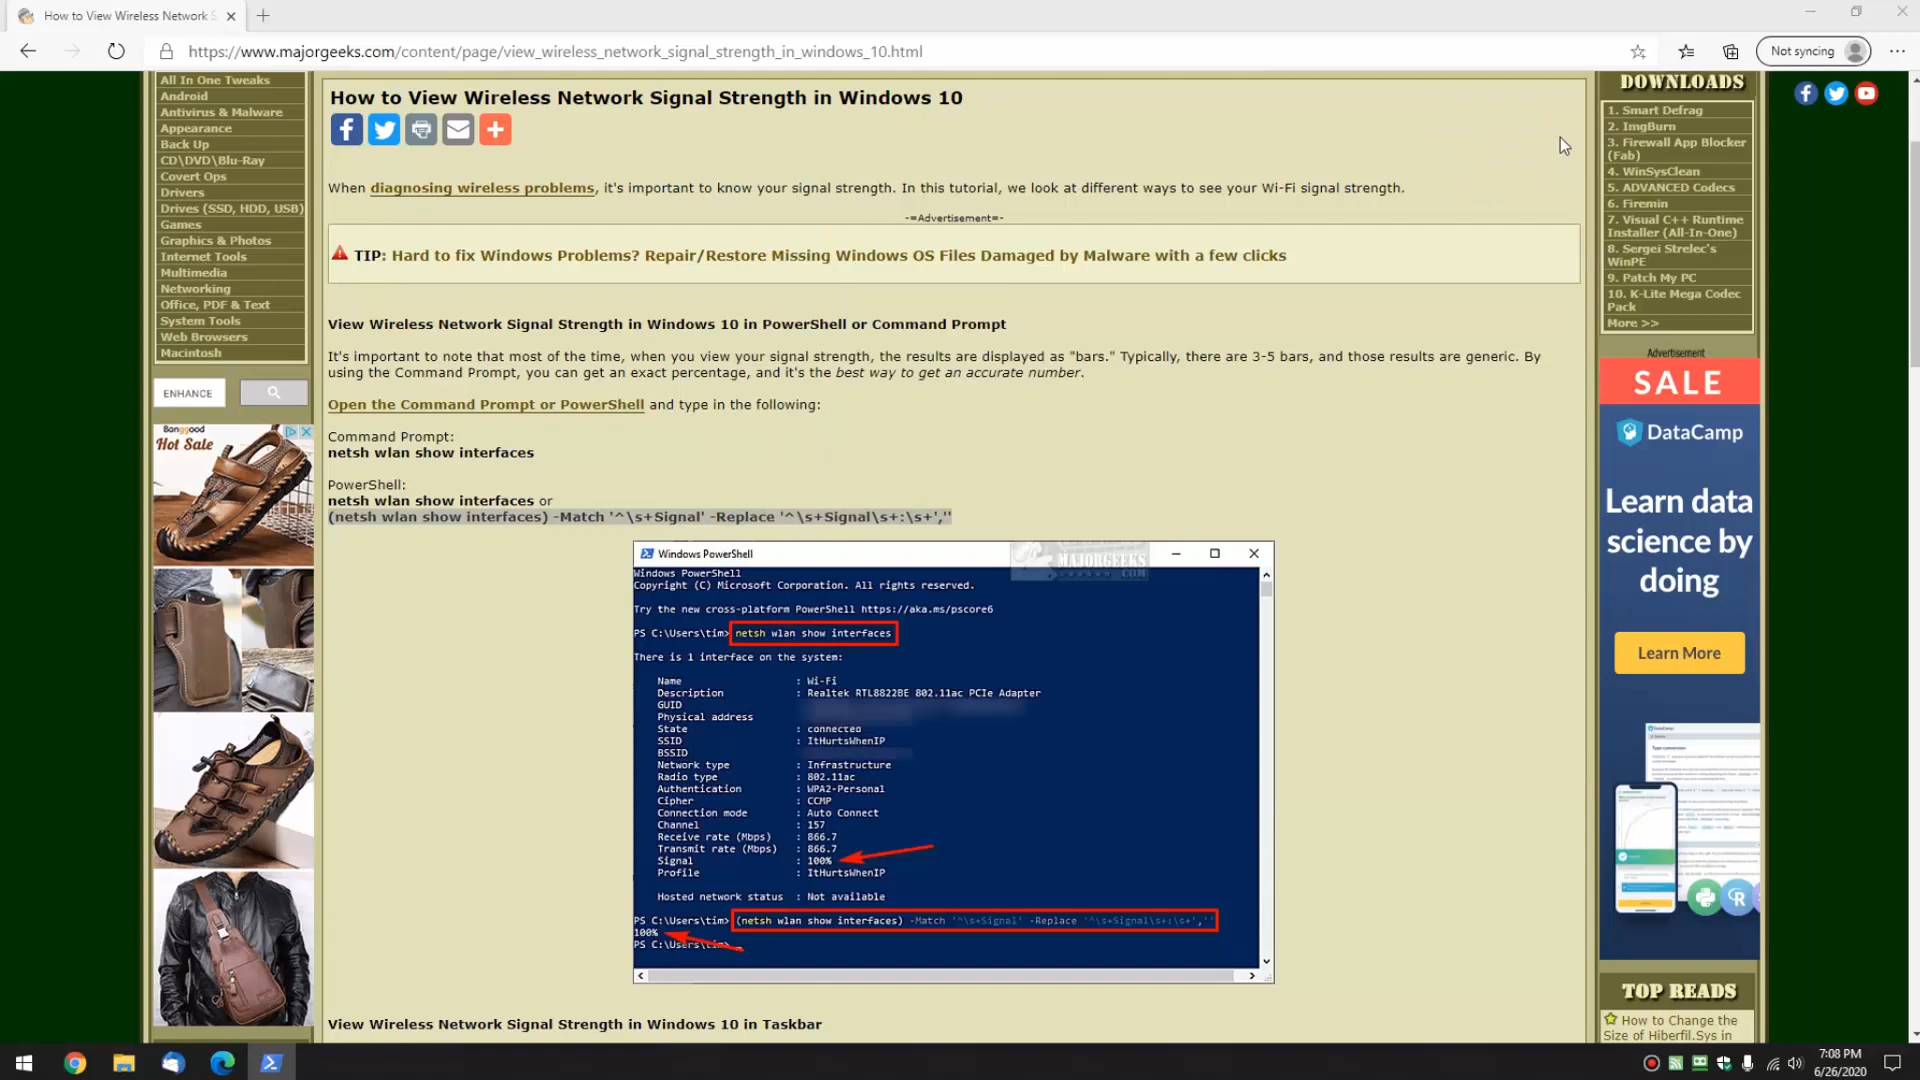 How to View Wireless Network S
https://www.majorgeeks.com/content/page/view_wireless_network_signal_strength_in_windows_10.html
Not syncing
All In One Tweaks
Android
Antivirus & Malware
Appearance
Back Up
CD\DVD\Blu-Ray
Covert Ops
Drivers
Drives (SSD, HDD, USB)
Games
Graphics & Photos
Internet Tools
Multimedia
Networking
Office, PDF & Text
System Tools
Web Browsers
Macintosh
ENHANCE
Banggood
Hot Sale
How to View Wireless Network Signal Strength in Windows 10
When diagnosing wireless problems, it's important to know your signal strength. In this tutorial, we look at different ways to see your Wi-Fi signal strength.
-=Advertisement=-
TIP: Hard to fix Windows Problems? Repair/Restore Missing Windows OS Files Damaged by Malware with a few clicks
View Wireless Network Signal Strength in Windows 10 in PowerShell or Command Prompt
It's important to note that most of the time, when you view your signal strength, the results are displayed as "bars." Typically, there are 3-5 bars, and those results are generic. By
using the Command Prompt, you can get an exact percentage, and it's the best way to get an accurate number.
Open the Command Prompt or PowerShell and type in the following:
Command Prompt:
netsh wlan show interfaces
PowerShell:
netsh wlan show interfaces or
(netsh wlan show interfaces) -Match '^\s+Signal' -Replace '^\s+Signal\s+:\s+',''
Windows PowerShell
MAJORGEEKS
.COM
Windows PowerShell
Copyright (C) Microsoft Corporation. All rights reserved.
Try the new cross-platform PowerShell https://aka.ms/pscore6
PS C:\Users\tim> netsh wlan show interfaces
There is 1 interface on the system:
Name : Wi-Fi
Description : Realtek RTL8822BE 802.11ac PCIe Adapter
GUID
Physical address
State : connected
SSID : ItHurtsWhenIP
BSSID
Network type : Infrastructure
Radio type : 802.11ac
Authentication : WPA2-Personal
Cipher : CCMP
Connection mode : Auto Connect
Channel : 157
Receive rate (Mbps) : 866.7
Transmit rate (Mbps) : 866.7
Signal : 100%
Profile : ItHurtsWhenIP
Hosted network status : Not available
PS C:\Users\tim> (netsh wlan show interfaces) -Match '^\s+Signal' -Replace '^\s+Signal\s+:\s+',''
100%
PS C:\Users\tim>
View Wireless Network Signal Strength in Windows 10 in Taskbar
DOWNLOADS
1. Smart Defrag
2. ImgBurn
3. Firewall App Blocker
(Fab)
4. WinSysClean
5. ADVANCED Codecs
6. Firemin
7. Visual C++ Runtime
Installer (All-In-One)
8. Sergei Strelec's
WinPE
9. Patch My PC
10. K-Lite Mega Codec
Pack
More >>
Advertisement
SALE
DataCamp
Learn data
science by
doing
Learn More
R
TOP READS
How to Change the
Size of Hiberfil.Sys in
7:08 PM
6/26/2020